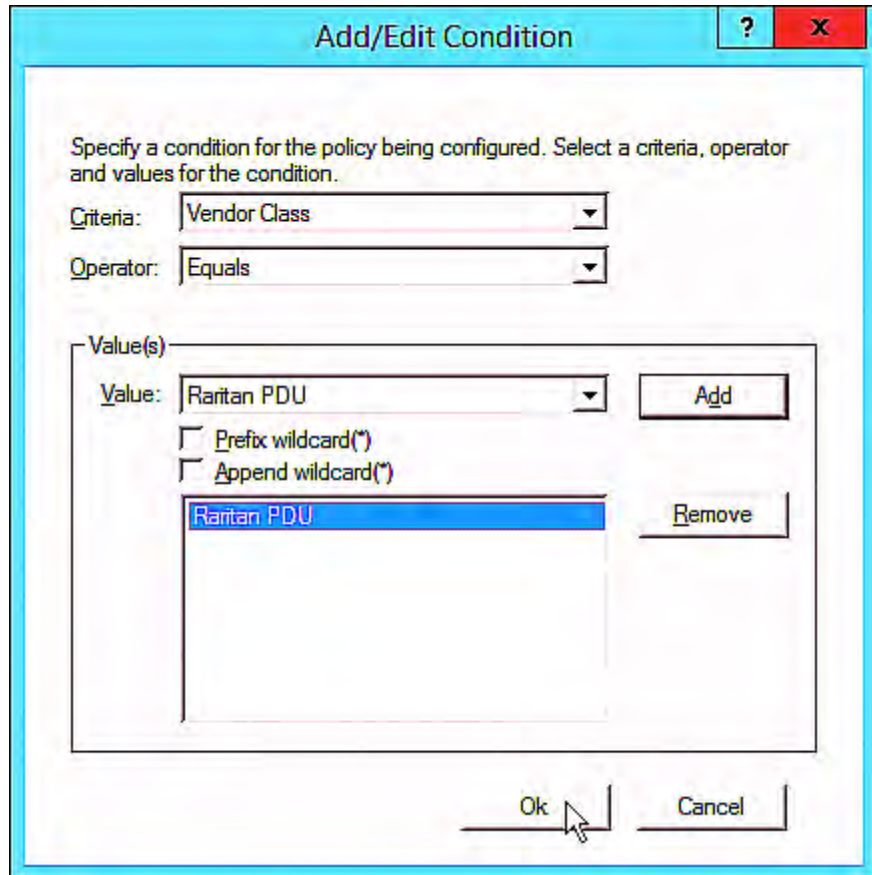 Add/Edit Condition
?
x
Specify a condition for the policy being configured. Select a criteria, operator
and values for the condition.
Criteria:
Vendor Class
Operator:
Equals
Value(s)
Value:
Raritan PDU
Add
Prefix wildcard(*)
Append wildcard(*)
Raritan PDU
Remove
Ok
Cancel